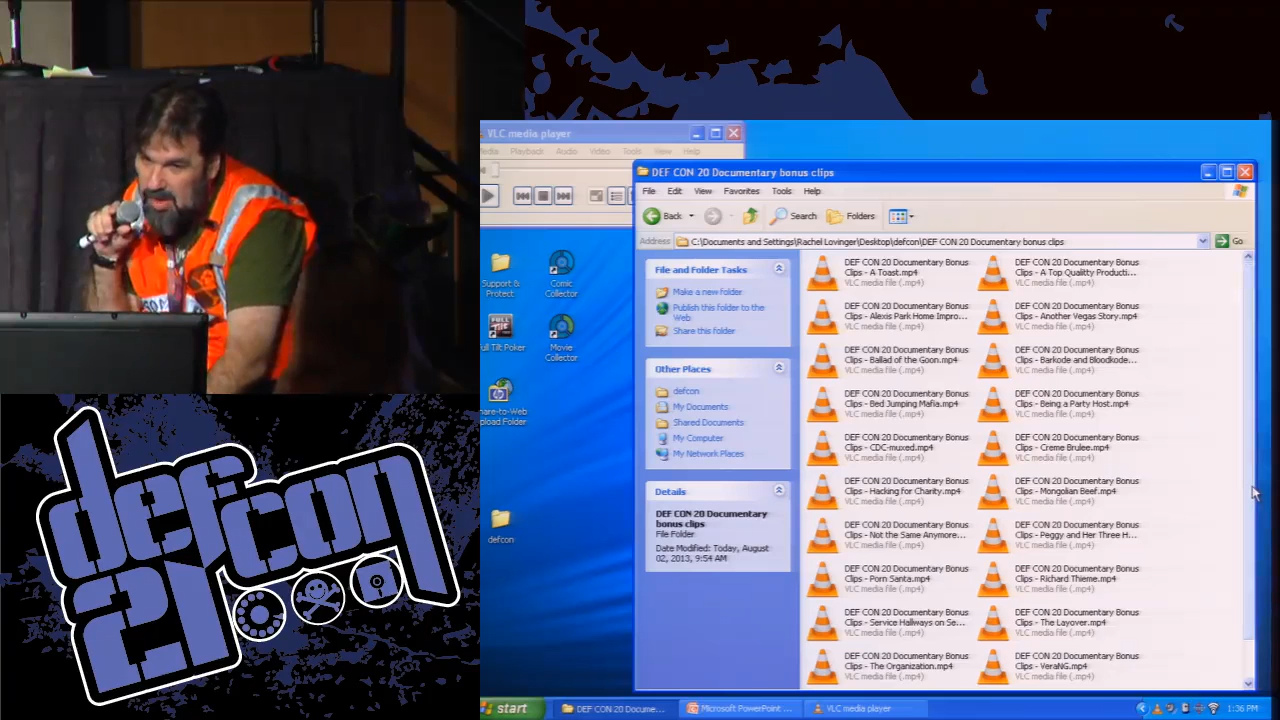 defcon
21
VLC media player
Media Playback Audio Video Tools View Help
DEF CON 20 Documentary bonus clips
File Edit View Favorites Tools Help
Back Search Folders
Address C:\Documents and Settings\Rachel Lovinger\Desktop\defcon\DEF CON 20 Documentary bonus clips Go
Support &
Protect
Comic
Collector
Full Tilt Poker
Movie
Collector
Share-to-Web
Upload Folder
defcon
File and Folder Tasks
Make a new folder
Publish this folder to the
Web
Share this folder
Other Places
defcon
My Documents
Shared Documents
My Computer
My Network Places
Details
DEF CON 20 Documentary
bonus clips
File Folder
Date Modified: Today, August
02, 2013, 9:54 AM
DEF CON 20 Documentary Bonus
Clips - A Toast.mp4
VLC media file (.mp4)
DEF CON 20 Documentary Bonus
Clips - A Top Qualitty Producti...
VLC media file (.mp4)
DEF CON 20 Documentary Bonus
Clips - Alexis Park Home Impro...
VLC media file (.mp4)
DEF CON 20 Documentary Bonus
Clips - Another Vegas Story.mp4
VLC media file (.mp4)
DEF CON 20 Documentary Bonus
Clips - Ballad of the Goon.mp4
VLC media file (.mp4)
DEF CON 20 Documentary Bonus
Clips - Barkode and Bloodkode...
VLC media file (.mp4)
DEF CON 20 Documentary Bonus
Clips - Bed Jumping Mafia.mp4
VLC media file (.mp4)
DEF CON 20 Documentary Bonus
Clips - Being a Party Host.mp4
VLC media file (.mp4)
DEF CON 20 Documentary Bonus
Clips - CDC-muxed.mp4
VLC media file (.mp4)
DEF CON 20 Documentary Bonus
Clips - Creme Brulee.mp4
VLC media file (.mp4)
DEF CON 20 Documentary Bonus
Clips - Hacking for Charity.mp4
VLC media file (.mp4)
DEF CON 20 Documentary Bonus
Clips - Mongolian Beef.mp4
VLC media file (.mp4)
DEF CON 20 Documentary Bonus
Clips - Not the Same Anymore...
VLC media file (.mp4)
DEF CON 20 Documentary Bonus
Clips - Peggy and Her Three H...
VLC media file (.mp4)
DEF CON 20 Documentary Bonus
Clips - Porn Santa.mp4
VLC media file (.mp4)
DEF CON 20 Documentary Bonus
Clips - Richard Thieme.mp4
VLC media file (.mp4)
DEF CON 20 Documentary Bonus
Clips - Service Hallways on Se...
VLC media file (.mp4)
DEF CON 20 Documentary Bonus
Clips - The Layover.mp4
VLC media file (.mp4)
DEF CON 20 Documentary Bonus
Clips - The Organization.mp4
VLC media file (.mp4)
DEF CON 20 Documentary Bonus
Clips - VeraNG.mp4
VLC media file (.mp4)
start DEF CON 20 Docume... Microsoft PowerPoint ... VLC media player 1:36 PM